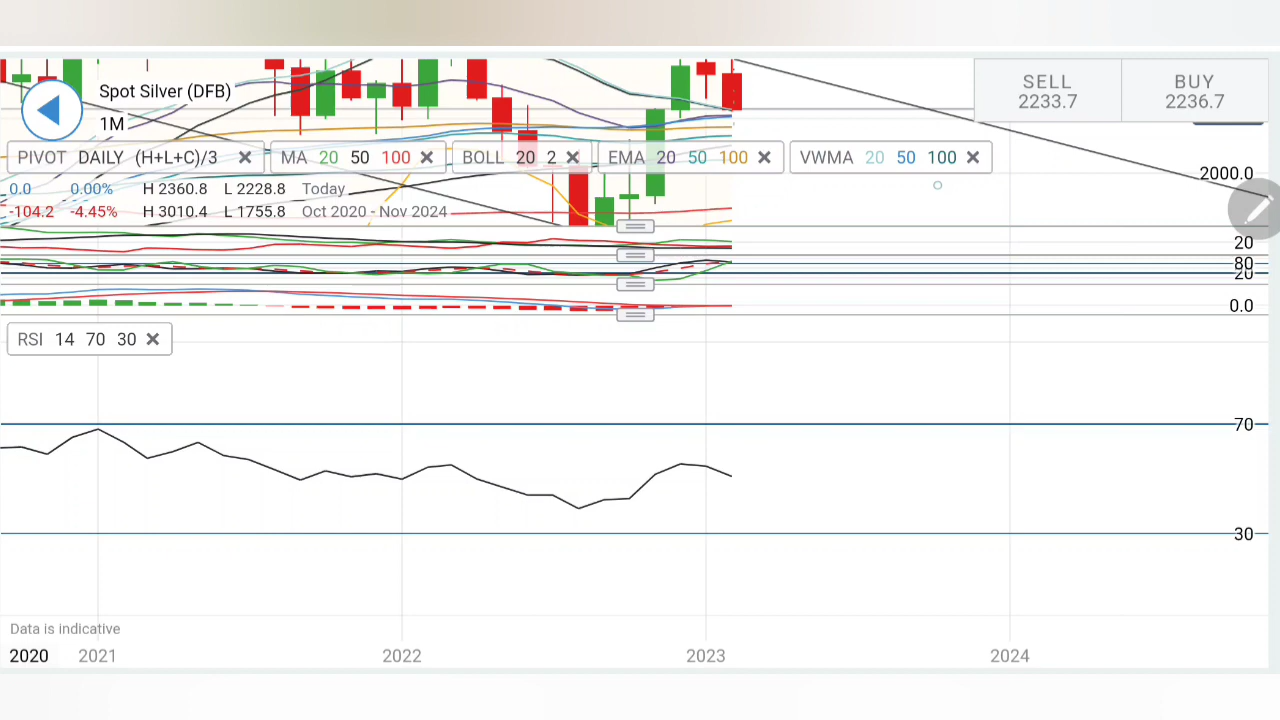 Spot Silver (DFB)
1M
SELL
2233.7
BUY
2236.7
PIVOT DAILY (H+L+C)/3
MA 20 50 100
BOLL 20 2
EMA 20 50 100
VWMA 20 50 100
0.0 0.00% H 2360.8 L 2228.8 Today
-104.2 -4.45% H 3010.4 L 1755.8 Oct 2020 - Nov 2024
2000.0
20
80
20
0.0
RSI 14 70 30
70
30
Data is indicative
2020 2021 2022 2023 2024